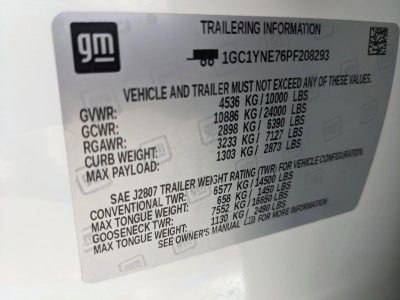 gm
TRAILERING INFORMATION
1GC1YNE76PF208293
VEHICLE AND TRAILER MUST NOT EXCEED ANY OF THESE VALUES.
GVWR: 4536 KG/10000 LBS
GCWR: 10886 KG/24000 LBS
RGAWR: 2898 KG/ 6390 LBS
CURB WEIGHT: 3233 KG/ 7127 LBS
MAX PAYLOAD: 1303 KG/ 2873 LBS
SAE J2807 TRAILER WEIGHT RATING (TWR) FOR VEHICLE CONFIGURATION.
CONVENTIONAL TWR: 6577 KG/14500 LBS
MAX TONGUE WEIGHT: 658 KG/ 1450 LBS
GOOSENECK TWR: 7552 KG/16650 LBS
MAX TONGUE WEIGHT: 1130 KG/ 2490 LBS
SEE OWNER'S MANUAL FOR MORE INFORMATION